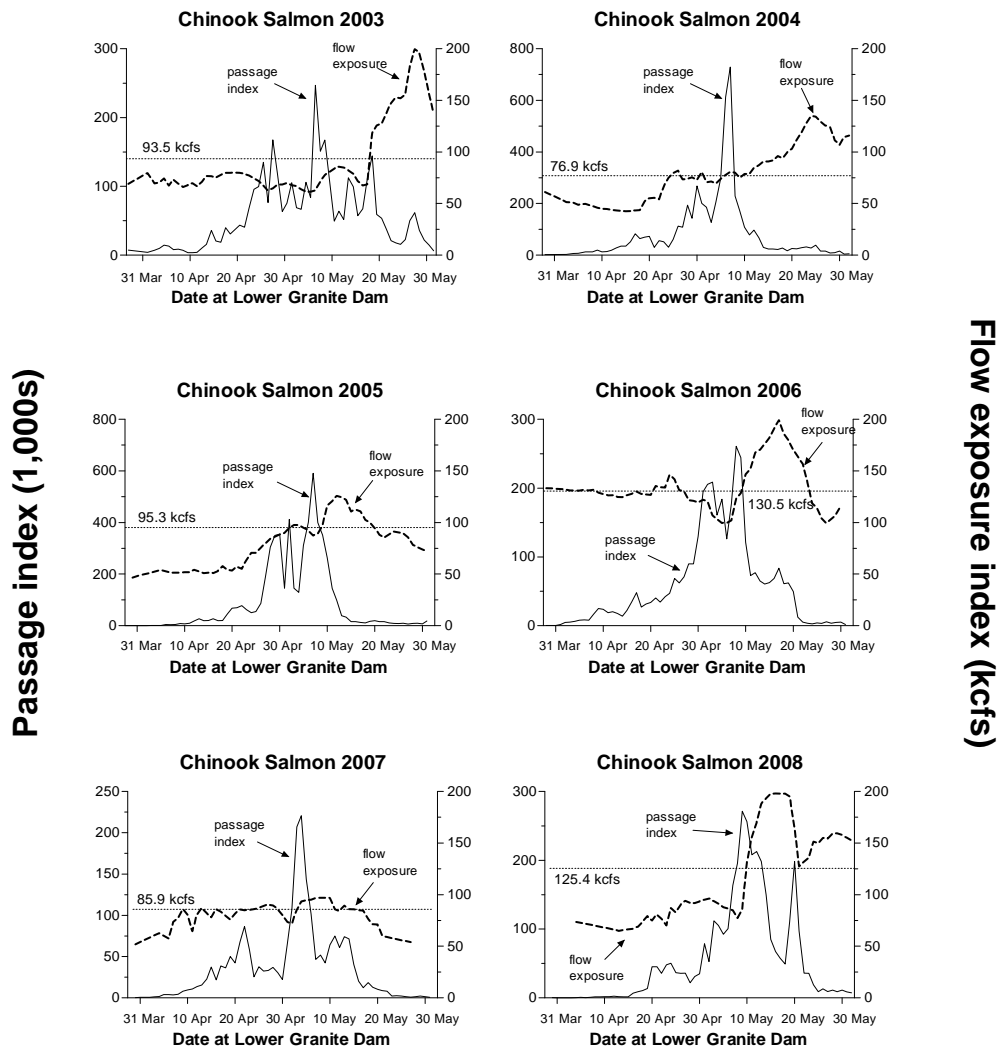 Chinook Salmon 2003
300
200
100
0
200
150
100
50
0
passage
index
flow
exposure
93.5 kcfs
31 Mar 10 Apr 20 Apr 30 Apr 10 May 20 May 30 May
Date at Lower Granite Dam
Chinook Salmon 2004
800
600
400
200
0
200
150
100
50
0
passage
index
flow
exposure
76.9 kcfs
31 Mar 10 Apr 20 Apr 30 Apr 10 May 20 May 30 May
Date at Lower Granite Dam
Passage index (1,000s)
Flow exposure index (kcfs)
Chinook Salmon 2005
800
600
400
200
0
200
150
100
50
0
passage
index
flow
exposure
95.3 kcfs
31 Mar 10 Apr 20 Apr 30 Apr 10 May 20 May 30 May
Date at Lower Granite Dam
Chinook Salmon 2006
300
200
100
0
200
150
100
50
0
flow
exposure
130.5 kcfs
passage
index
31 Mar 10 Apr 20 Apr 30 Apr 10 May 20 May 30 May
Date at Lower Granite Dam
Chinook Salmon 2007
250
200
150
100
50
0
200
150
100
50
0
passage
index
flow
exposure
85.9 kcfs
31 Mar 10 Apr 20 Apr 30 Apr 10 May 20 May 30 May
Date at Lower Granite Dam
Chinook Salmon 2008
300
200
100
0
200
150
100
50
0
passage
index
125.4 kcfs
flow
exposure
31 Mar 10 Apr 20 Apr 30 Apr 10 May 20 May 30 May
Date at Lower Granite Dam